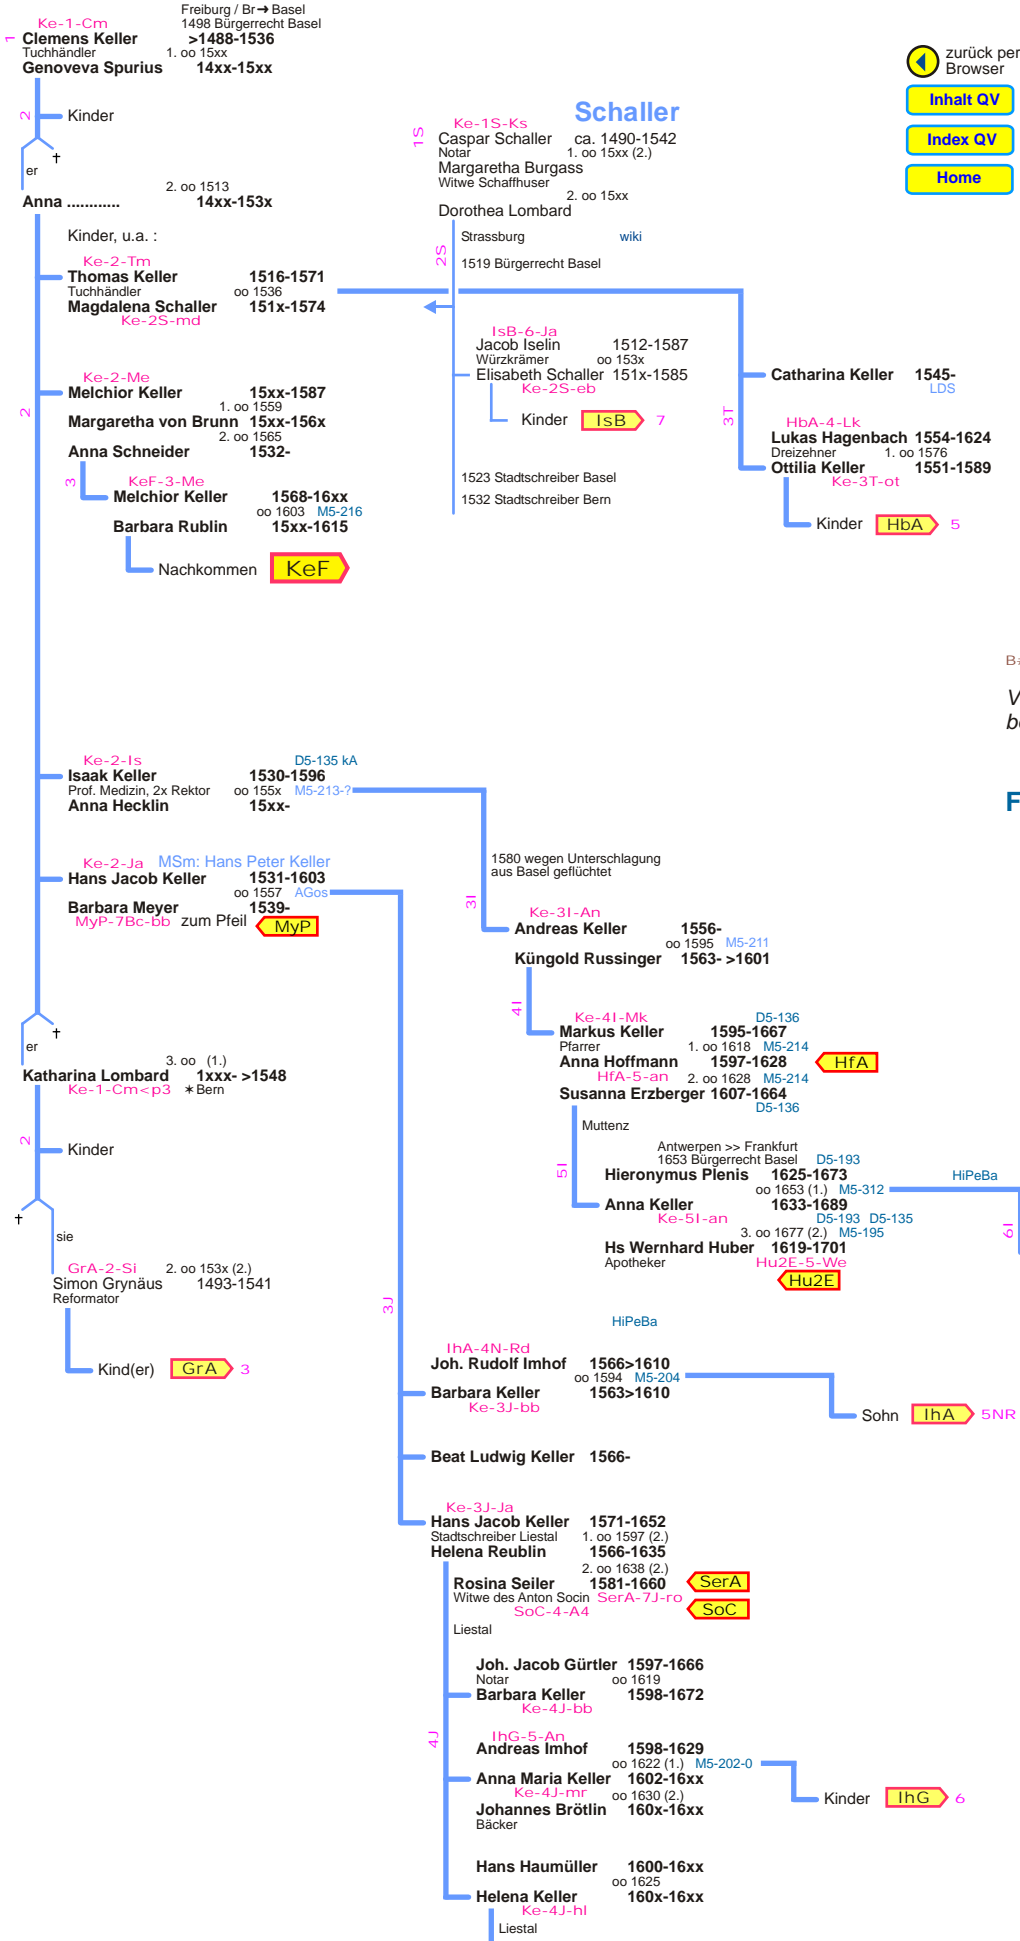 Freiburg / Br → Basel
Ke-1-Cm
1498 Bürgerrecht Basel
1
Clemens Keller >1488-1536
Tuchhändler 1. oo 15xx
Genoveva Spurius 14xx-15xx
2
Kinder
er
†
2. oo 1513
Anna ............ 14xx-153x
Kinder, u.a. :
Ke-2-Tm
Thomas Keller 1516-1571
Tuchhändler oo 1536
Magdalena Schaller 151x-1574
Ke-2S-md
Ke-2-Me
Melchior Keller 15xx-1587
1. oo 1559
Margaretha von Brunn 15xx-156x
2. oo 1565
Anna Schneider 1532-
2
3
KeF-3-Me
Melchior Keller 1568-16xx
oo 1603 M5-216
Barbara Rublin 15xx-1615
Nachkommen KeF
Schaller
1S
Ke-1S-Ks
Caspar Schaller ca. 1490-1542
Notar 1. oo 15xx (2.)
Margaretha Burgass
Witwe Schaffhuser
2. oo 15xx
Dorothea Lombard
2S
Strassburg wiki
1519 Bürgerrecht Basel
IsB-6-Ja
Jacob Iselin 1512-1587
Würzkrämer oo 153x
Elisabeth Schaller 151x-1585
Ke-2S-eb
Kinder IsB 7
1523 Stadtschreiber Basel
1532 Stadtschreiber Bern
zurück per
Browser
Inhalt QV
Index QV
Home
3T
Catharina Keller 1545-
LDS
HbA-4-Lk
Lukas Hagenbach 1554-1624
Dreizehner 1. oo 1576
Ottilia Keller 1551-1589
Ke-3T-ot
Kinder HbA 5
B
V
b
F
Ke-2-Is D5-135 kA
Isaak Keller 1530-1596
Prof. Medizin, 2x Rektor oo 155x M5-213-?
Anna Hecklin 15xx-
Ke-2-Ja MSm: Hans Peter Keller
Hans Jacob Keller 1531-1603
oo 1557 AGos
Barbara Meyer 1539-
MyP-7Bc-bb zum Pfeil MyP
1580 wegen Unterschlagung
aus Basel geflüchtet
3I
Ke-3I-An
Andreas Keller 1556-
oo 1595 M5-211
Küngold Russinger 1563- >1601
4I
Ke-4I-Mk D5-136
Markus Keller 1595-1667
Pfarrer 1. oo 1618 M5-214
Anna Hoffmann 1597-1628 HfA
HfA-5-an 2. oo 1628 M5-214
Susanna Erzberger 1607-1664
D5-136
Muttenz
5I
Antwerpen >> Frankfurt
1653 Bürgerrecht Basel D5-193
Hieronymus Plenis 1625-1673
oo 1653 (1.) M5-312 HiPeBa
Anna Keller 1633-1689
Ke-5I-an D5-193 D5-135
3. oo 1677 (2.) M5-195
Hs Wernhard Huber 1619-1701
Apotheker Hu2E-5-We
Hu2E
6I
er
†
3. oo (1.)
Katharina Lombard 1xxx- >1548
Ke-1-Cm<p3 ∗Bern
2
Kinder
†
sie
GrA-2-Si 2. oo 153x (2.)
Simon Grynäus 1493-1541
Reformator
Kind(er) GrA 3
3J
HiPeBa
IhA-4N-Rd
Joh. Rudolf Imhof 1566>1610
oo 1594 M5-204
Barbara Keller 1563>1610
Ke-3J-bb
Sohn IhA 5NR
Beat Ludwig Keller 1566-
Ke-3J-Ja
Hans Jacob Keller 1571-1652
Stadtschreiber Liestal 1. oo 1597 (2.)
Helena Reublin 1566-1635
2. oo 1638 (2.)
Rosina Seiler 1581-1660 SerA
Witwe des Anton Socin SerA-7J-ro
SoC-4-A4 SoC
Liestal
4J
Joh. Jacob Gürtler 1597-1666
Notar oo 1619
Barbara Keller 1598-1672
Ke-4J-bb
IhG-5-An
Andreas Imhof 1598-1629
oo 1622 (1.) M5-202-0
Anna Maria Keller 1602-16xx
Ke-4J-mr oo 1630 (2.)
Johannes Brötlin 160x-16xx
Bäcker
Kinder IhG 6
Hans Haumüller 1600-16xx
oo 1625
Helena Keller 160x-16xx
Ke-4J-hl
Liestal